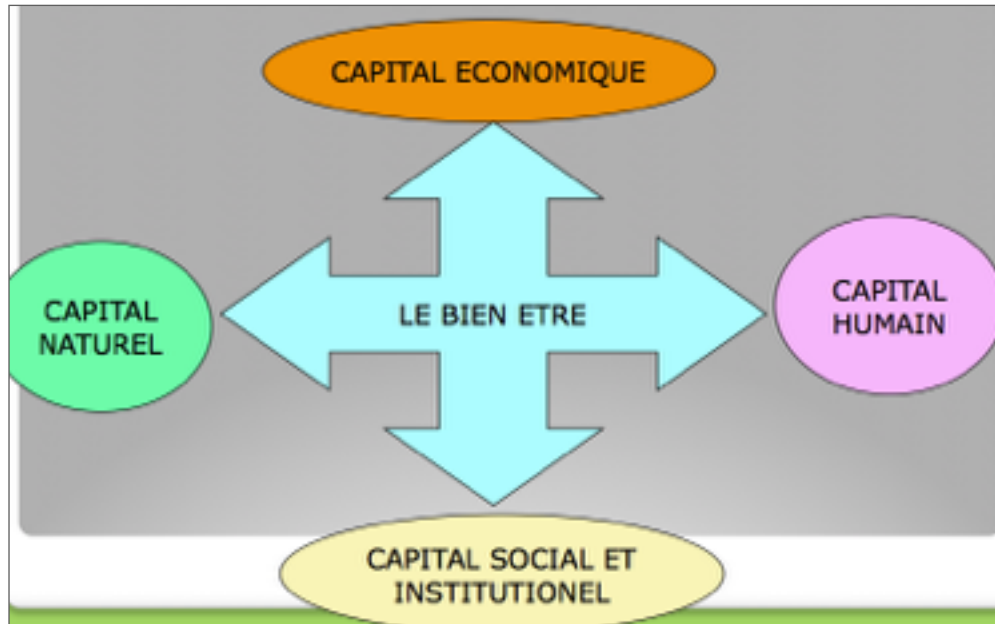 CAPITAL ECONOMIQUE
CAPITAL
NATUREL
LE BIEN ETRE
CAPITAL
HUMAIN
CAPITAL SOCIAL ET
INSTITUTIONEL